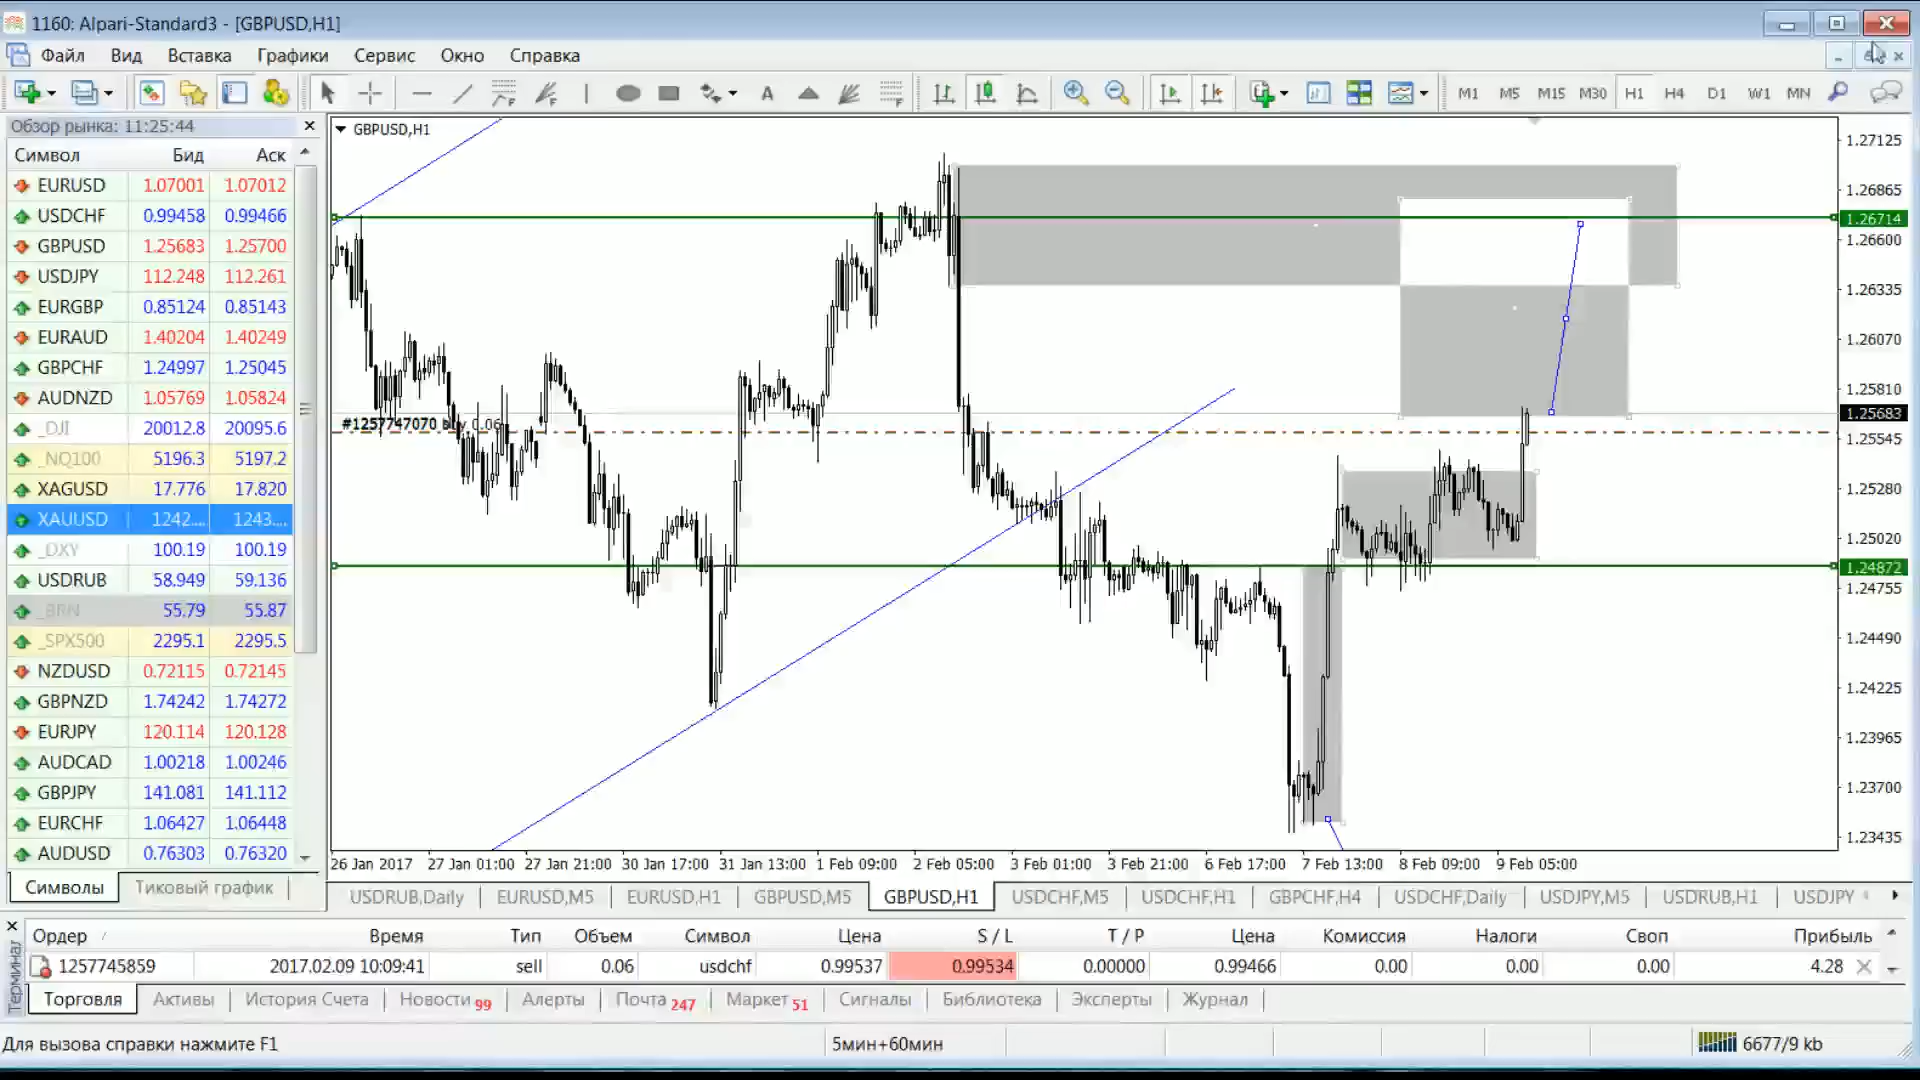 1160: Alpari-Standard3 - [GBPUSD,H1]
Файл Вид Вставка Графики Сервис Окно Справка
A M1 M5 M15 M30 H1 H4 D1 W1 MN
Обзор рынка: 11:25:44
Символ Бид Аск
EURUSD 1.07001 1.07012
USDCHF 0.99458 0.99466
GBPUSD 1.25683 1.25700
USDJPY 112.248 112.261
EURGBP 0.85124 0.85143
EURAUD 1.40204 1.40249
GBPCHF 1.24997 1.25045
AUDNZD 1.05769 1.05824
_DJI 20012.8 20095.6
_NQ100 5196.3 5197.2
XAGUSD 17.776 17.820
XAUUSD 1242.... 1243....
_DXY 100.19 100.19
USDRUB 58.949 59.136
_BRN 55.79 55.87
_SPX500 2295.1 2295.5
NZDUSD 0.72115 0.72145
GBPNZD 1.74242 1.74272
EURJPY 120.114 120.128
AUDCAD 1.00218 1.00246
GBPJPY 141.081 141.112
EURCHF 1.06427 1.06448
AUDUSD 0.76303 0.76320
Символы Тиковый график
GBPUSD,H1
#1257747070 buy 0.06
1.27125
1.26865
1.26714
1.26600
1.26335
1.26070
1.25810
1.25683
1.25545
1.25280
1.25020
1.24872
1.24755
1.24490
1.24225
1.23965
1.23700
1.23435
26 Jan 2017 27 Jan 01:00 27 Jan 21:00 30 Jan 17:00 31 Jan 13:00 1 Feb 09:00 2 Feb 05:00 3 Feb 01:00 3 Feb 21:00 6 Feb 17:00 7 Feb 13:00 8 Feb 09:00 9 Feb 05:00
USDRUB,Daily EURUSD,M5 EURUSD,H1 GBPUSD,M5 GBPUSD,H1 USDCHF,M5 USDCHF,H1 GBPCHF,H4 USDCHF,Daily USDJPY,M5 USDRUB,H1 USDJPY
Терминал
Ордер / Время Тип Объем Символ Цена S / L T / P Цена Комиссия Налоги Своп Прибыль
1257745859 2017.02.09 10:09:41 sell 0.06 usdchf 0.99537 0.99534 0.00000 0.99466 0.00 0.00 0.00 4.28
Торговля Активы История Счета Новости 99 Алерты Почта 247 Маркет 51 Сигналы Библиотека Эксперты Журнал
Для вызова справки нажмите F1 5мин+60мин 6677/9 kb